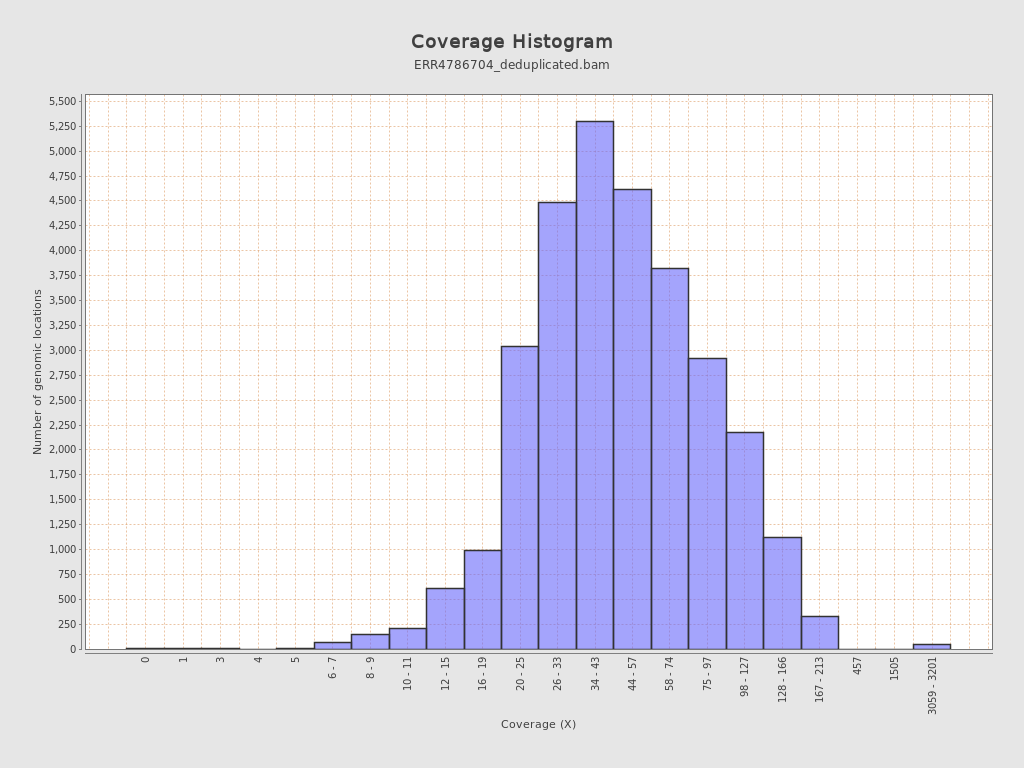 Coverage Histogram
ERR4786704_deduplicated.bam
Number of genomic locations
5,500
5,250
5,000
4,750
4,500
4,250
4,000
3,750
3,500
3,250
3,000
2,750
2,500
2,250
2,000
1,750
1,500
1,250
1,000
750
500
250
0
0
1
3
4
5
6 - 7
8 - 9
10 - 11
12 - 15
16 - 19
20 - 25
26 - 33
34 - 43
44 - 57
58 - 74
75 - 97
98 - 127
128 - 166
167 - 213
457
1505
3059 - 3201
Coverage (X)